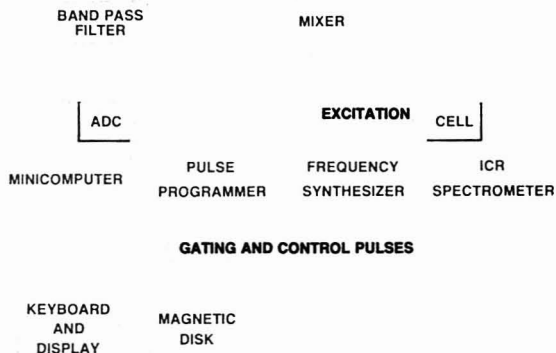 BAND PASS
FILTER
MIXER
ADC
EXCITATION
CELL
MINICOMPUTER
PULSE
PROGRAMMER
FREQUENCY
SYNTHESIZER
ICR
SPECTROMETER
GATING AND CONTROL PULSES
KEYBOARD
AND
DISPLAY
MAGNETIC
DISK